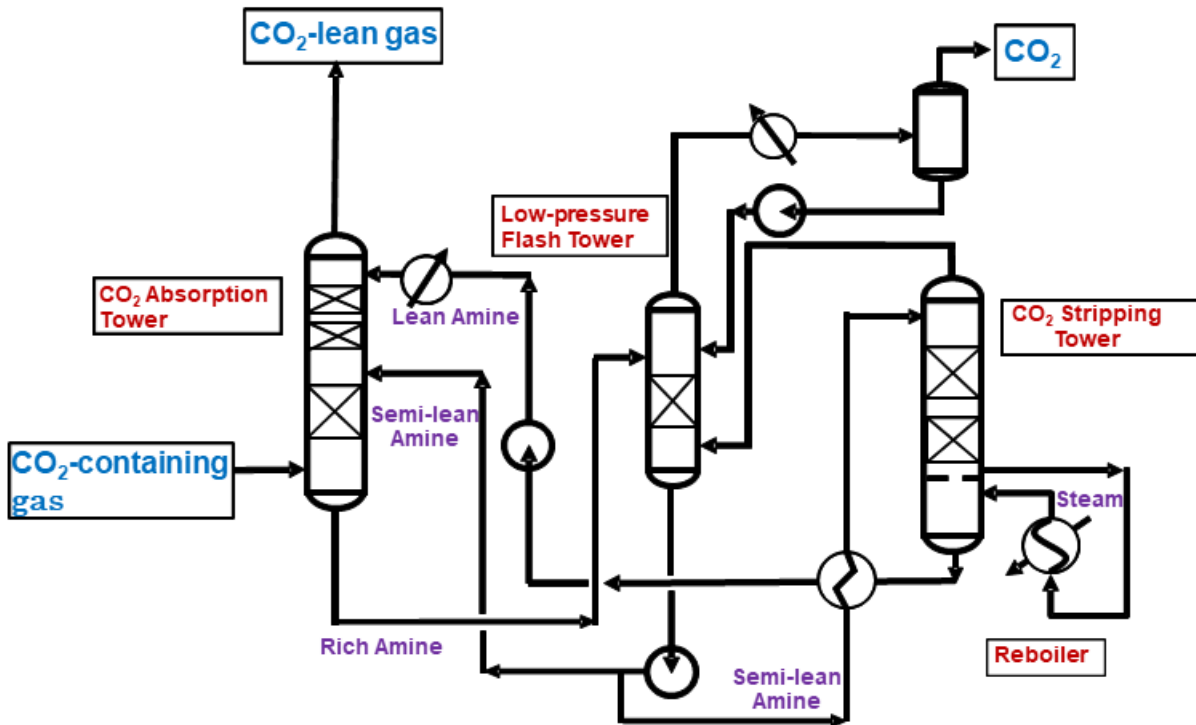 CO₂-lean gas
CO₂
Low-pressure
Flash Tower
CO₂ Absorption
Tower
Lean Amine
CO₂ Stripping
Tower
Semi-lean
Amine
CO₂-containing
gas
Steam
Rich Amine
Semi-lean
Amine
Reboiler